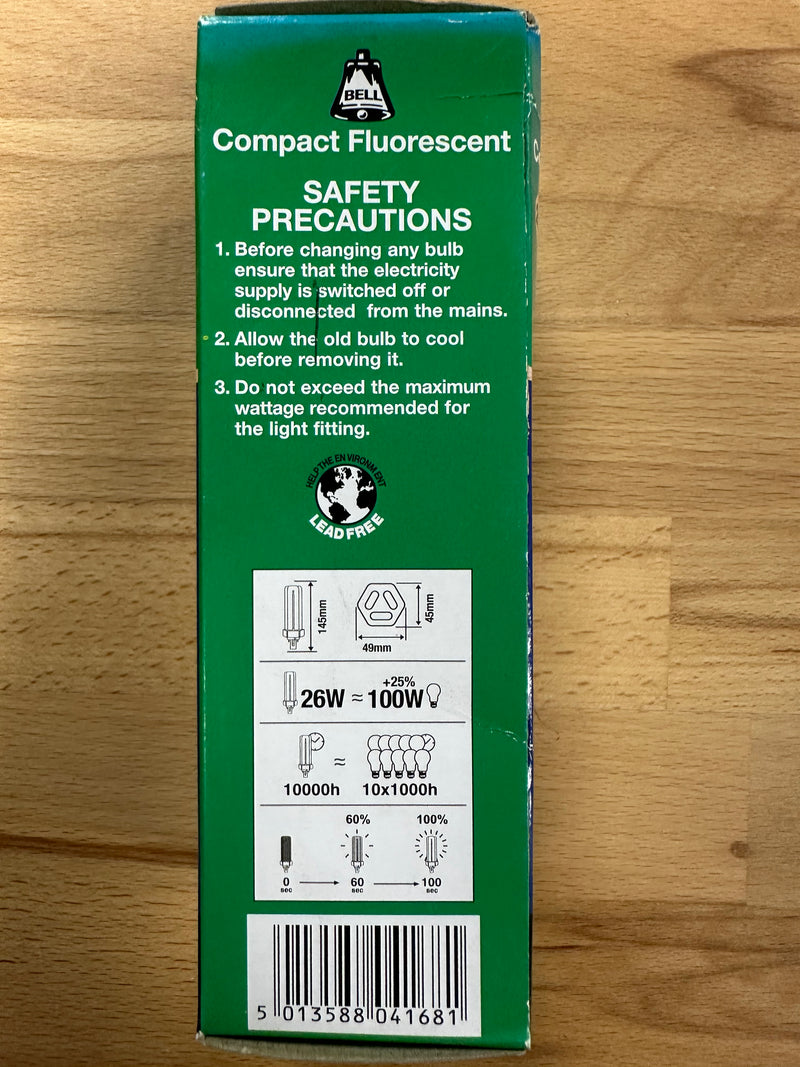 BELL
Compact Fluorescent
SAFETY
PRECAUTIONS
1. Before changing any bulb
ensure that the electricity
supply is switched off or
disconnected from the mains.
2. Allow the old bulb to cool
before removing it.
3. Do not exceed the maximum
wattage recommended for
the light fitting.
HELP THE ENVIRONMENT
LEAD FREE
145mm
45mm
49mm
+25%
26W ≈ 100W
≈
10000h 10x1000h
60% 100%
0 60 100
sec sec sec
5 013588 041681